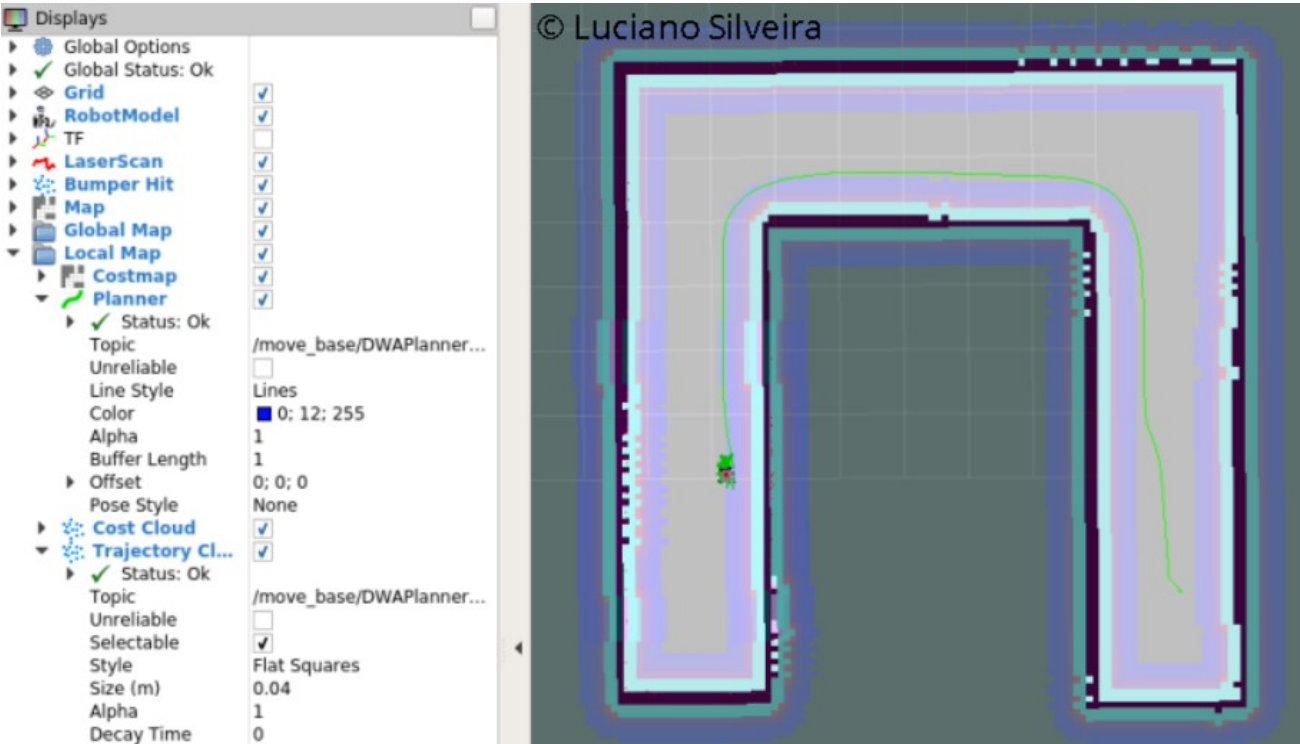 Displays
© Luciano Silveira
Global Options
Global Status: Ok
Grid
RobotModel
TF
LaserScan
Bumper Hit
Map
Global Map
Local Map
Costmap
Planner
Status: Ok
Topic /move_base/DWAPlanner...
Unreliable
Line Style Lines
Color 0; 12; 255
Alpha 1
Buffer Length 1
Offset 0; 0; 0
Pose Style None
Cost Cloud
Trajectory Cl...
Status: Ok
Topic /move_base/DWAPlanner...
Unreliable
Selectable
Style Flat Squares
Size (m) 0.04
Alpha 1
Decay Time 0